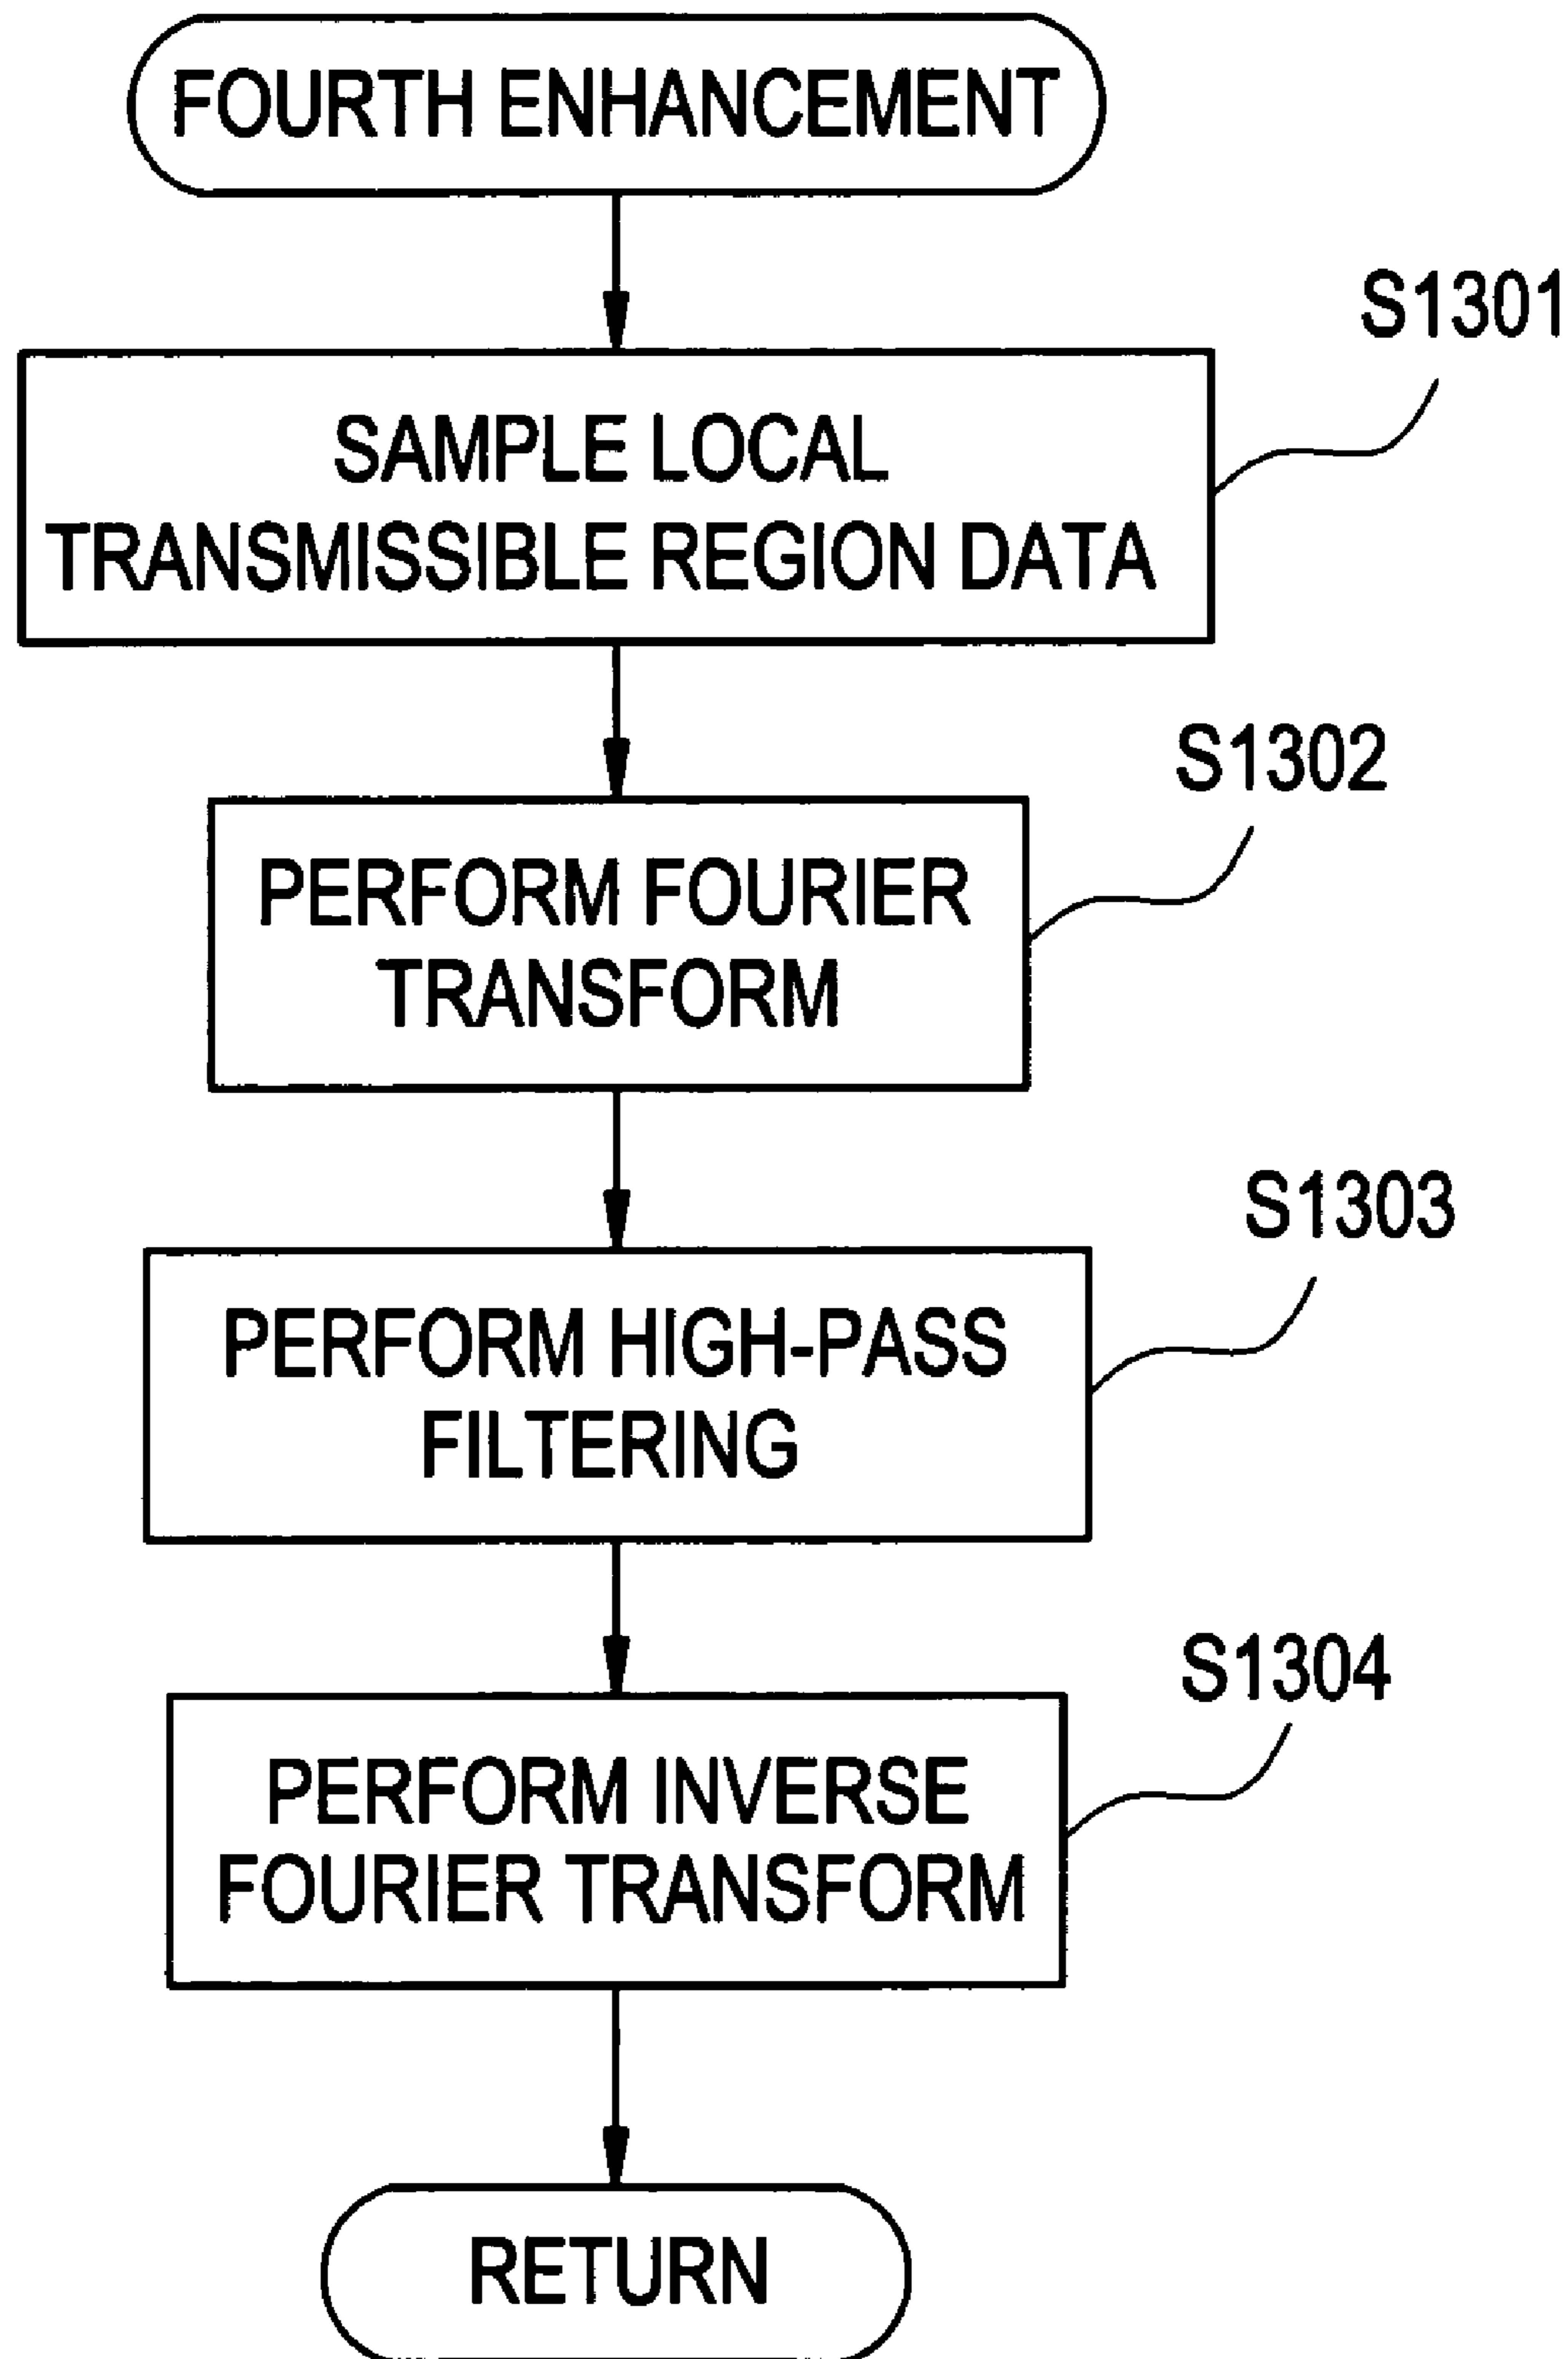 FOURTH ENHANCEMENT
S1301
SAMPLE LOCAL
TRANSMISSIBLE REGION DATA
S1302
PERFORM FOURIER
TRANSFORM
S1303
PERFORM HIGH-PASS
FILTERING
S1304
PERFORM INVERSE
FOURIER TRANSFORM
RETURN